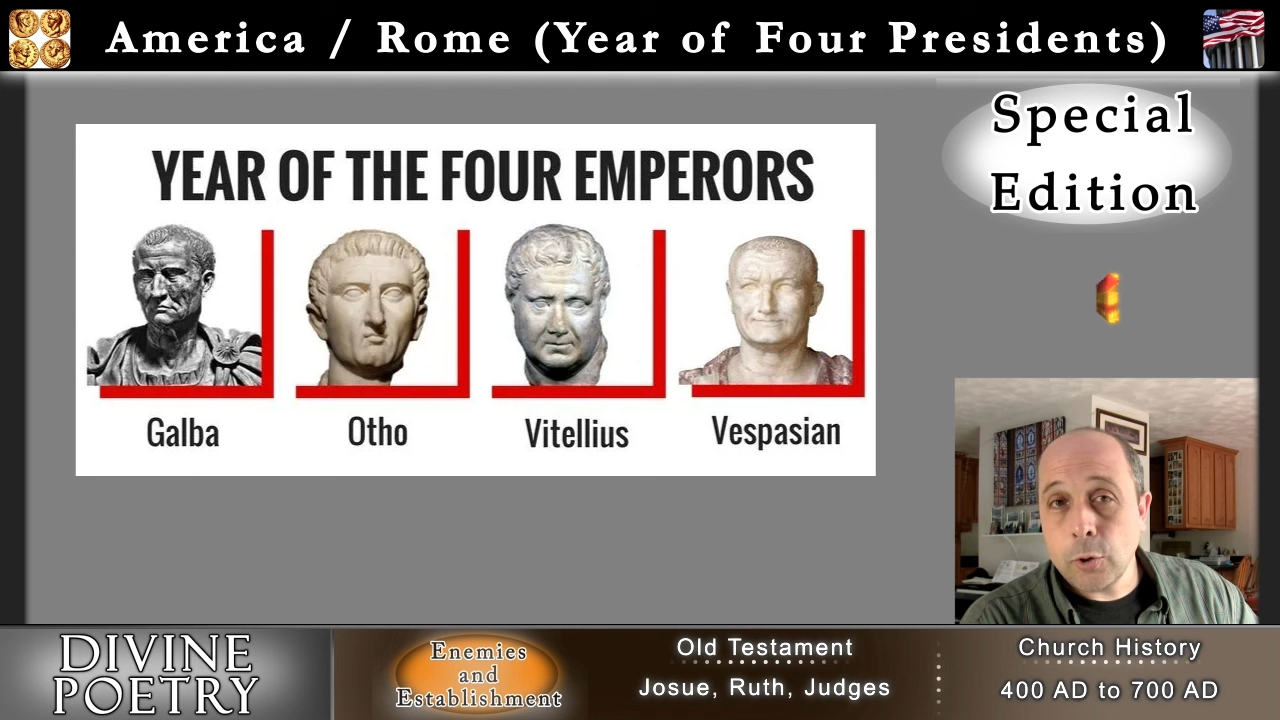 America / Rome (Year of Four Presidents)
Special
Edition
YEAR OF THE FOUR EMPERORS
Galba
Otho
Vitellius
Vespasian
DIVINE
POETRY
Enemies
and
Establishment
Old Testament
Josue, Ruth, Judges
Church History
400 AD to 700 AD